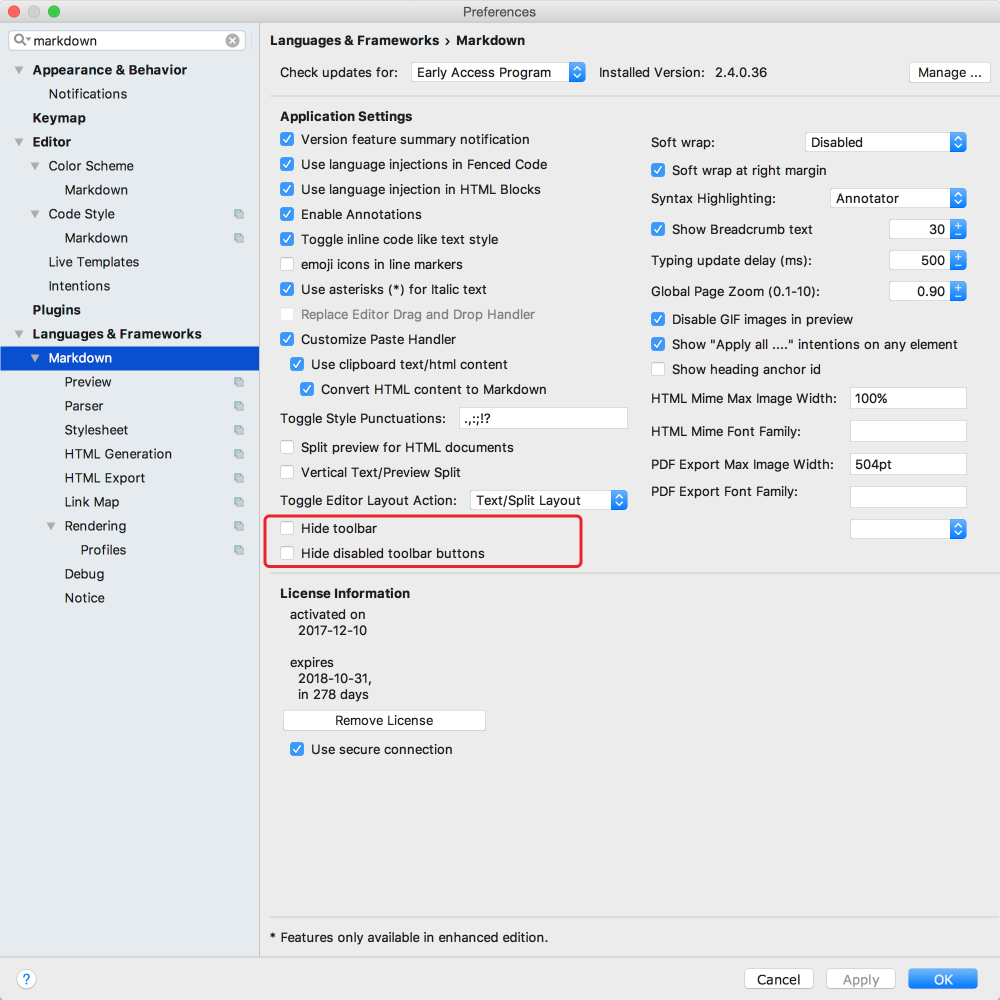 Preferences
markdown
Appearance & Behavior
Notifications
Keymap
Editor
Color Scheme
Markdown
Code Style
Markdown
Live Templates
Intentions
Plugins
Languages & Frameworks
Markdown
Preview
Parser
Stylesheet
HTML Generation
HTML Export
Link Map
Rendering
Profiles
Debug
Notice
Languages & Frameworks › Markdown
Check updates for: Early Access Program Installed Version: 2.4.0.36 Manage ...
Application Settings
Version feature summary notification
Use language injections in Fenced Code
Use language injection in HTML Blocks
Enable Annotations
Toggle inline code like text style
emoji icons in line markers
Use asterisks (*) for Italic text
Replace Editor Drag and Drop Handler
Customize Paste Handler
Use clipboard text/html content
Convert HTML content to Markdown
Toggle Style Punctuations: .,:;!?
Split preview for HTML documents
Vertical Text/Preview Split
Toggle Editor Layout Action: Text/Split Layout
Hide toolbar
Hide disabled toolbar buttons
Soft wrap: Disabled
Soft wrap at right margin
Syntax Highlighting: Annotator
Show Breadcrumb text 30
Typing update delay (ms): 500
Global Page Zoom (0.1-10): 0.90
Disable GIF images in preview
Show "Apply all ...." intentions on any element
Show heading anchor id
HTML Mime Max Image Width: 100%
HTML Mime Font Family:
PDF Export Max Image Width: 504pt
PDF Export Font Family:
License Information
activated on
2017-12-10
expires
2018-10-31,
in 278 days
Remove License
Use secure connection
* Features only available in enhanced edition.
? Cancel Apply OK